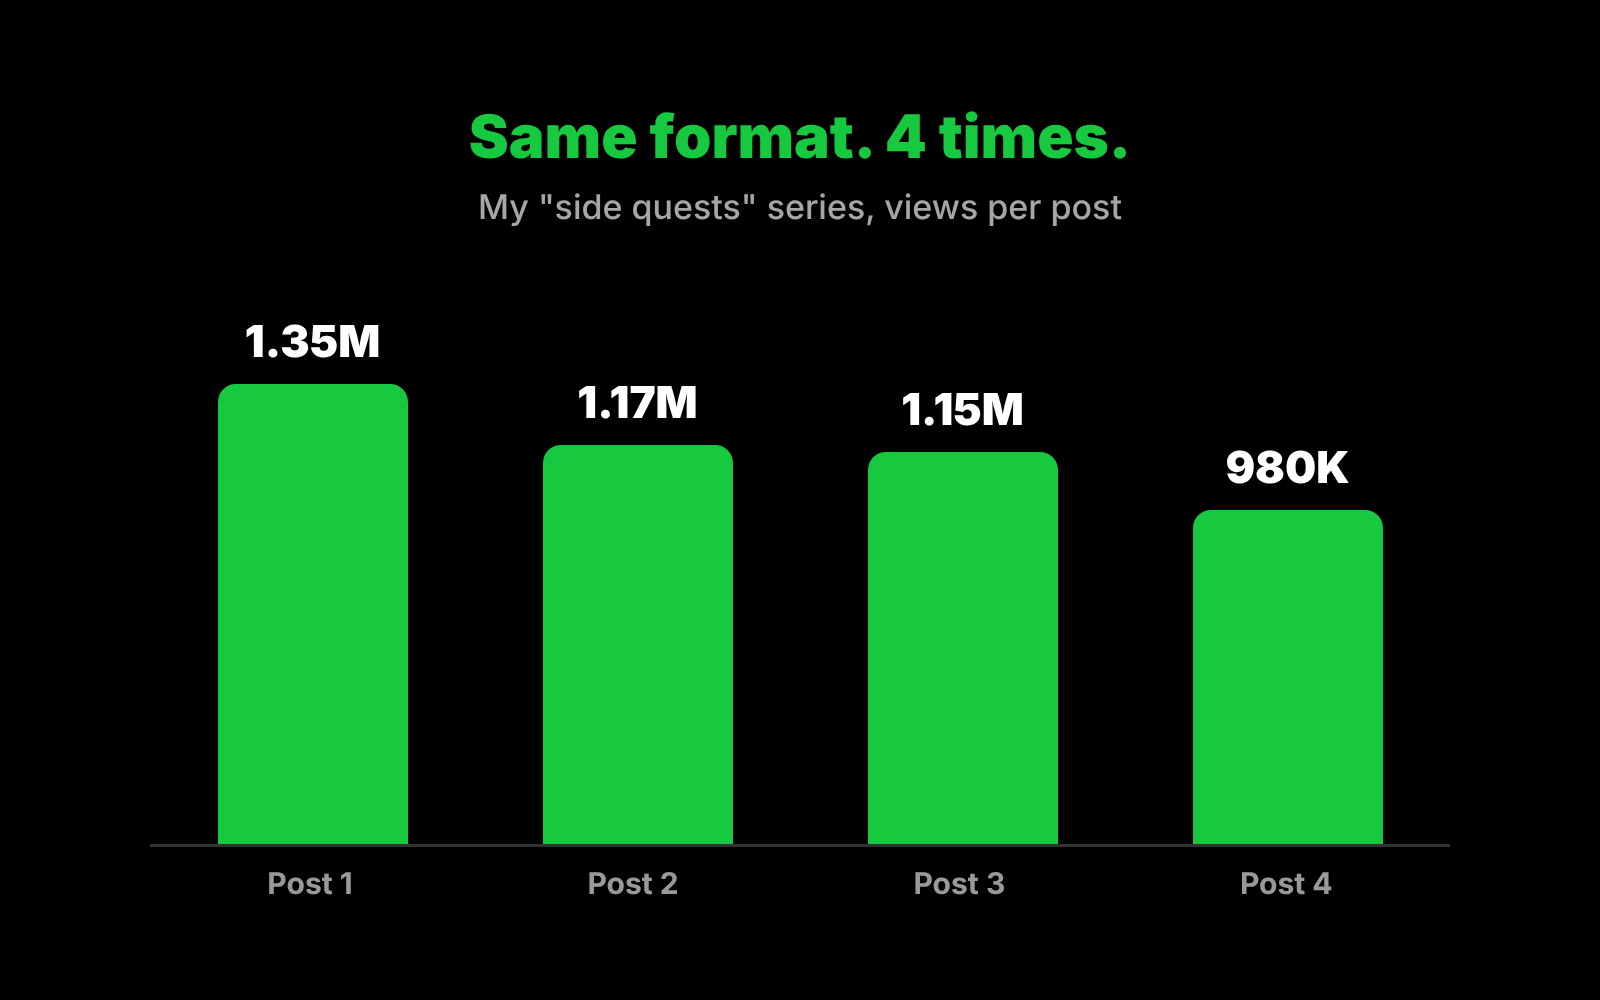 Same format. 4 times.
My "side quests" series, views per post
1.35M
1.17M
1.15M
980K
Post 1
Post 2
Post 3
Post 4